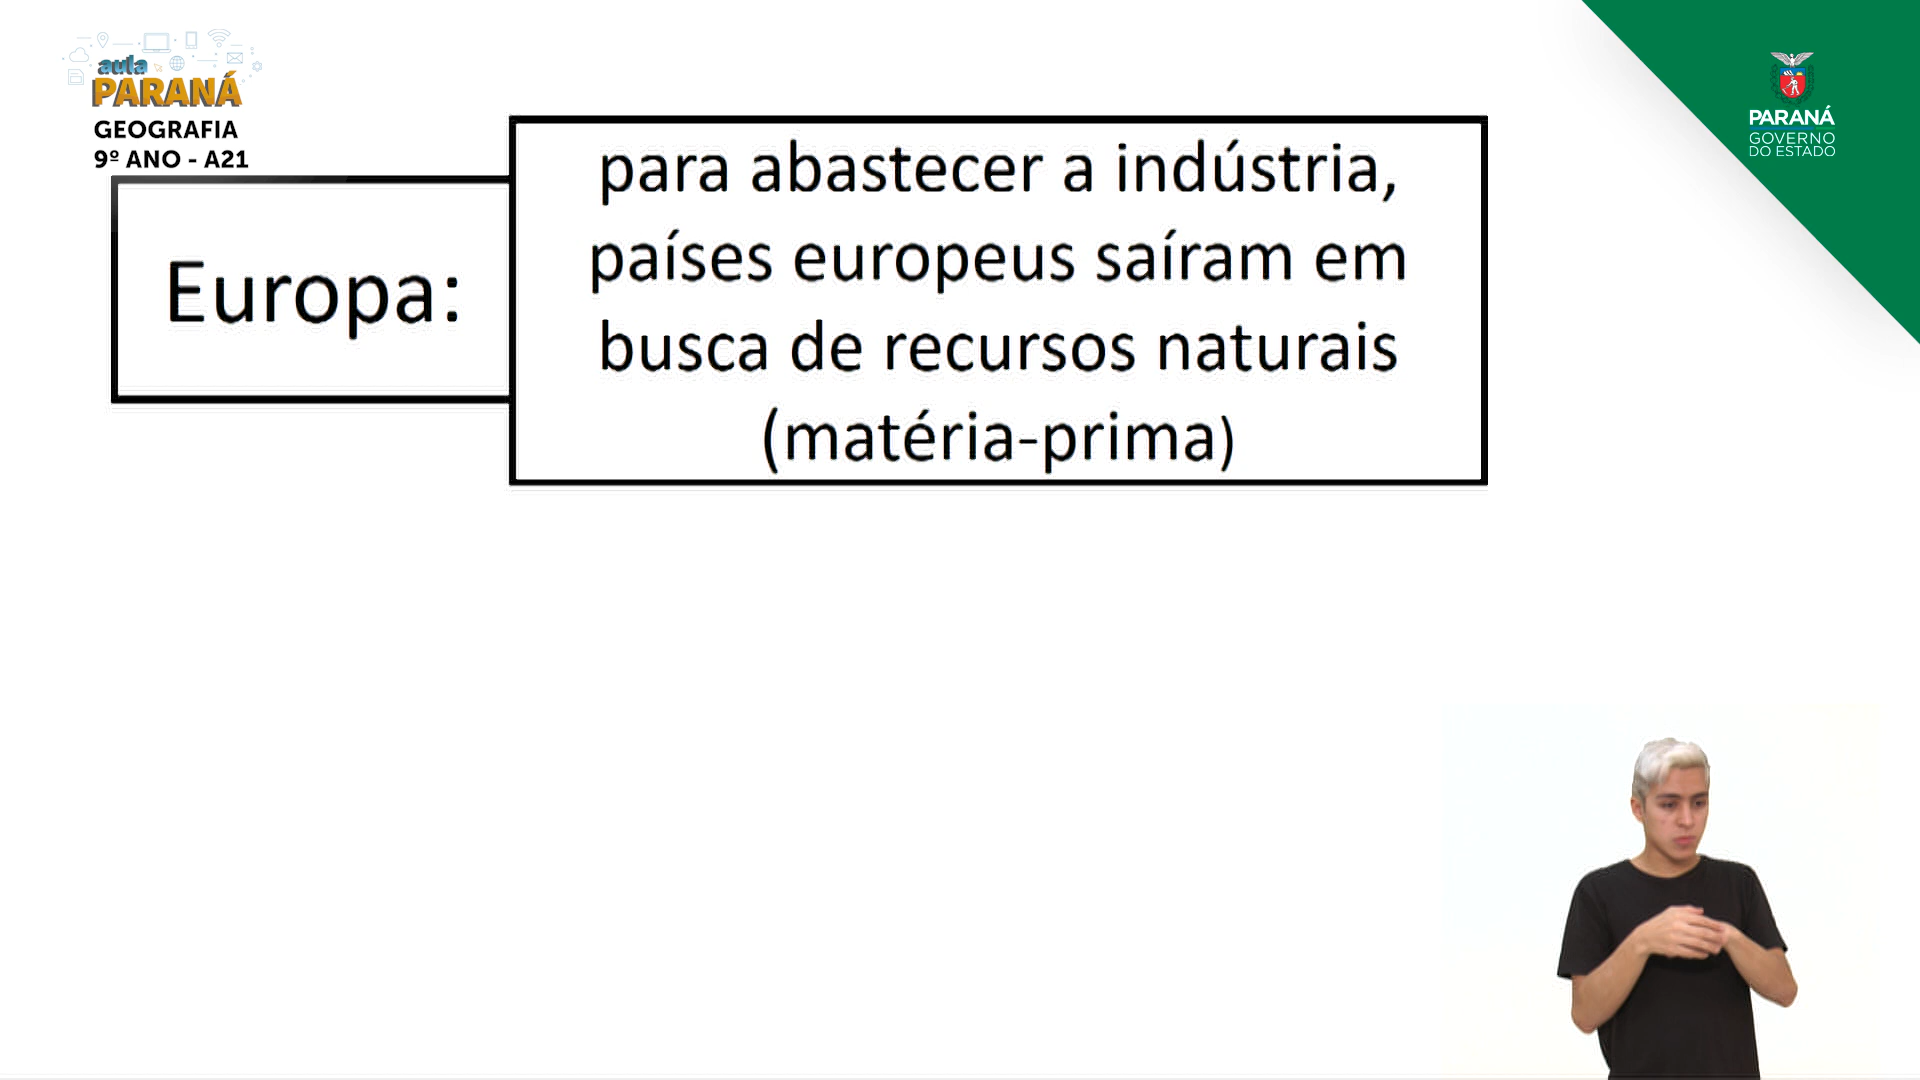 aula
PARANÁ
GEOGRAFIA
9º ANO - A21
PARANÁ
GOVERNO
DO ESTADO
Europa:
para abastecer a indústria,
países europeus saíram em
busca de recursos naturais
(matéria-prima)